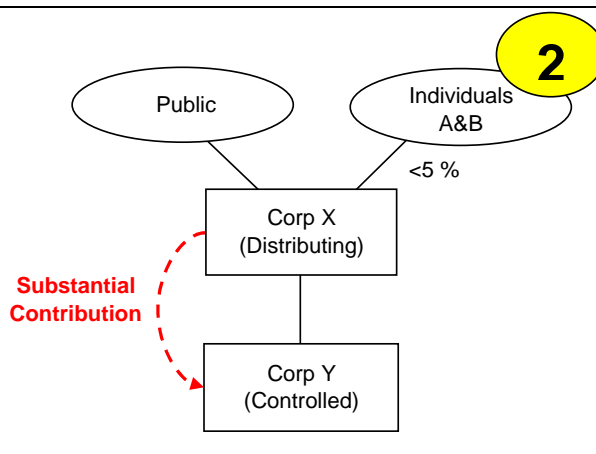 2
Public
Individuals
A&B
<5 %
Corp X
(Distributing)
Substantial
Contribution
Corp Y
(Controlled)